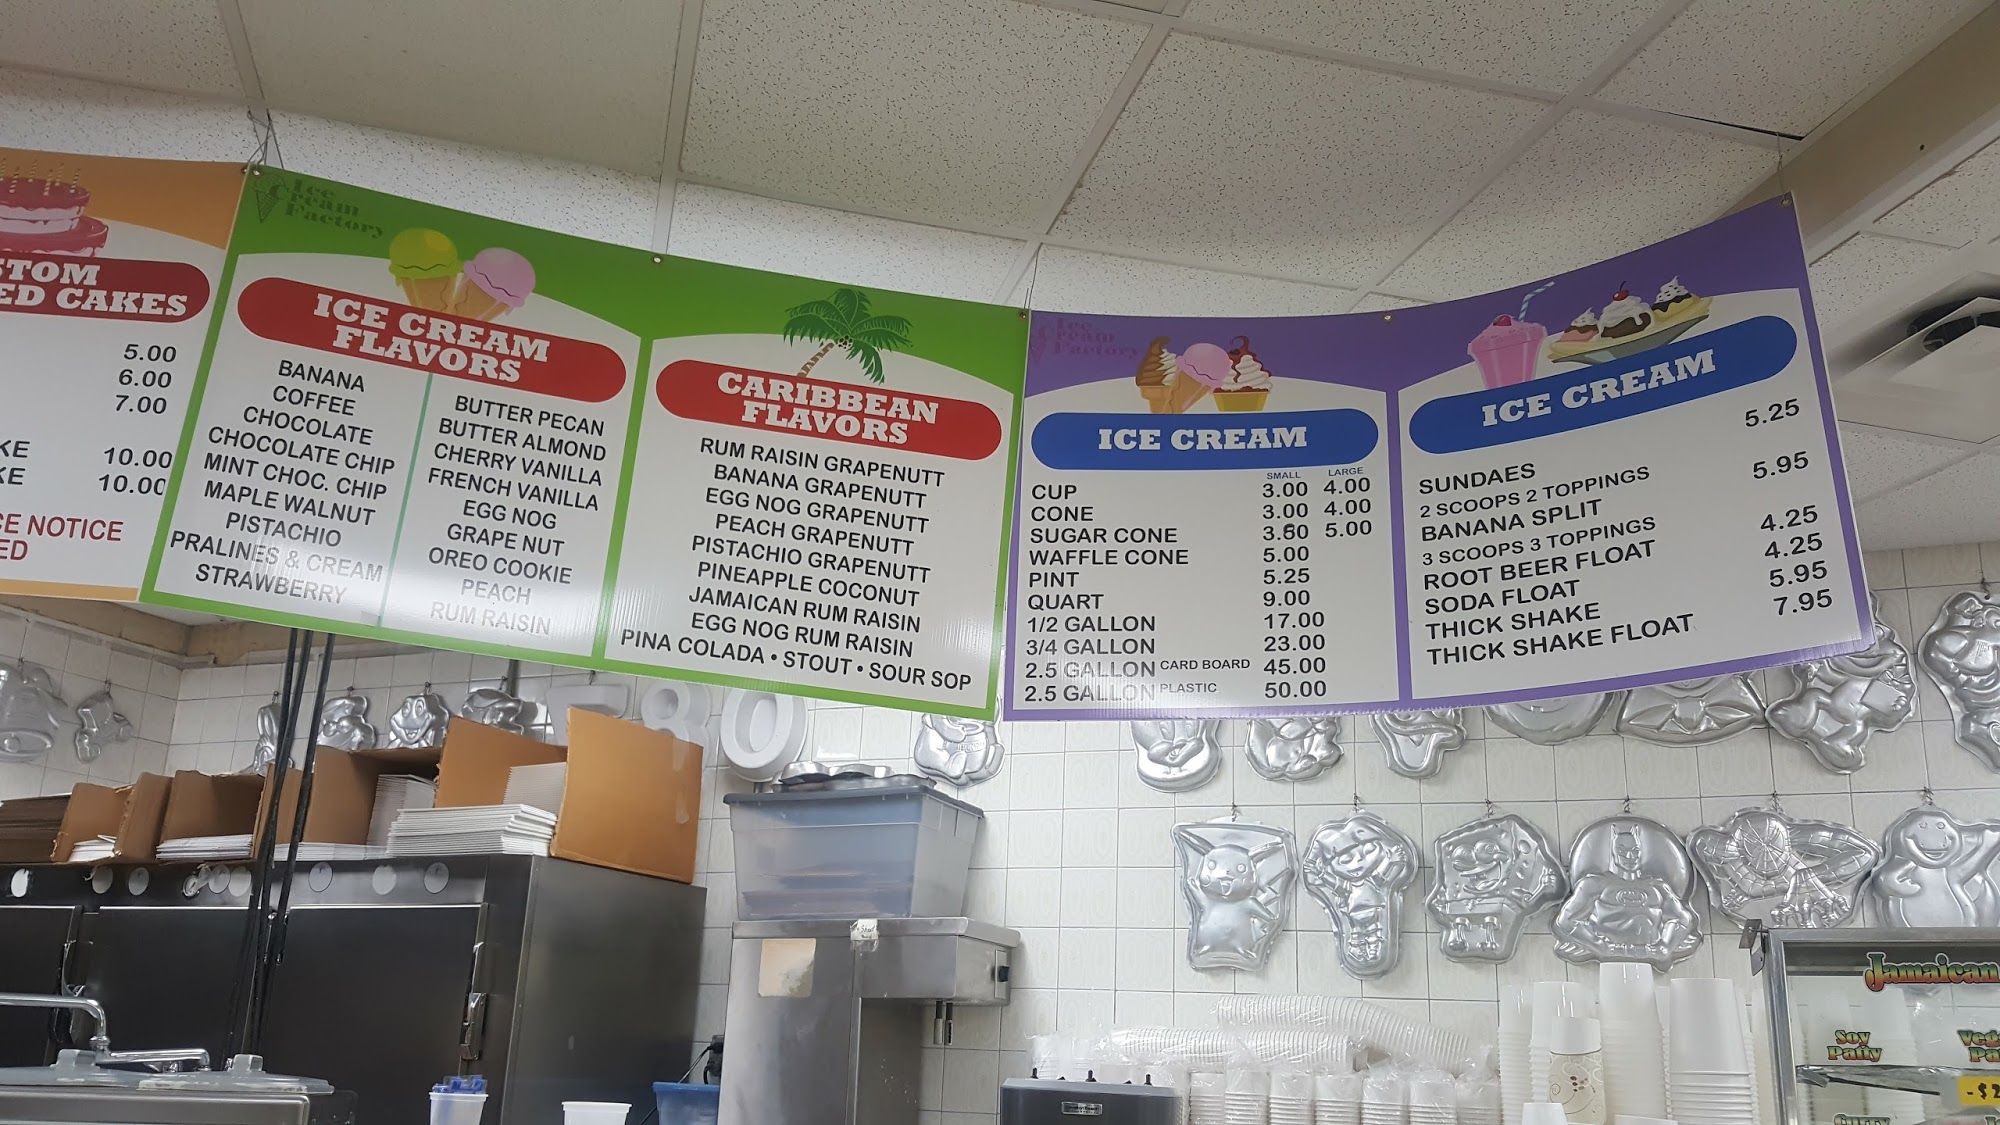 STOM
ED CAKES
5.00
6.00
7.00
KE 10.00
KE 10.00
CE NOTICE
ED
Ice
Cream
Factory
ICE CREAM
FLAVORS
BANANA
COFFEE
CHOCOLATE
CHOCOLATE CHIP
MINT CHOC. CHIP
MAPLE WALNUT
PISTACHIO
PRALINES & CREAM
STRAWBERRY
BUTTER PECAN
BUTTER ALMOND
CHERRY VANILLA
FRENCH VANILLA
EGG NOG
GRAPE NUT
OREO COOKIE
PEACH
RUM RAISIN
CARIBBEAN
FLAVORS
RUM RAISIN GRAPENUTT
BANANA GRAPENUTT
EGG NOG GRAPENUTT
PEACH GRAPENUTT
PISTACHIO GRAPENUTT
PINEAPPLE COCONUT
JAMAICAN RUM RAISIN
EGG NOG RUM RAISIN
PINA COLADA • STOUT • SOUR SOP
Ice
Cream
Factory
ICE CREAM
SMALL LARGE
CUP 3.00 4.00
CONE 3.00 4.00
SUGAR CONE 3.50 5.00
WAFFLE CONE 5.00
PINT 5.25
QUART 9.00
1/2 GALLON 17.00
3/4 GALLON 23.00
2.5 GALLON CARD BOARD 45.00
2.5 GALLON PLASTIC 50.00
ICE CREAM
SUNDAES 5.25
2 SCOOPS 2 TOPPINGS
BANANA SPLIT 5.95
3 SCOOPS 3 TOPPINGS
ROOT BEER FLOAT 4.25
SODA FLOAT 4.25
THICK SHAKE 5.95
THICK SHAKE FLOAT 7.95
Jamaican
Soy
Patty
Curry